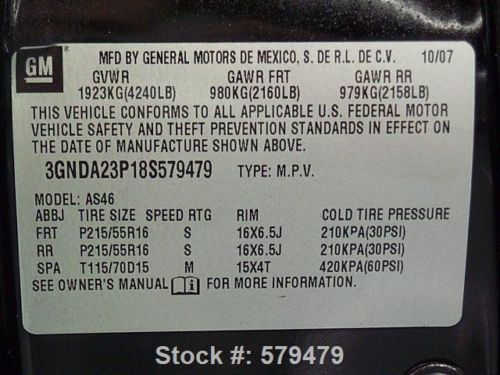 GM
MFD BY GENERAL MOTORS DE MEXICO, S. DE R.L. DE C.V. 10/07
GVWR GAWR FRT GAWR RR
1923KG(4240LB) 980KG(2160LB) 979KG(2158LB)
THIS VEHICLE CONFORMS TO ALL APPLICABLE U.S. FEDERAL MOTOR
VEHICLE SAFETY AND THEFT PREVENTION STANDARDS IN EFFECT ON
THE DATE OF MANUFACTURE SHOWN ABOVE.
3GNDA23P18S579479 TYPE: M.P.V.
MODEL: AS46
ABBJ TIRE SIZE SPEED RTG RIM COLD TIRE PRESSURE
FRT P215/55R16 S 16X6.5J 210KPA(30PSI)
RR P215/55R16 S 16X6.5J 210KPA(30PSI)
SPA T115/70D15 M 15X4T 420KPA(60PSI)
SEE OWNER'S MANUAL i FOR MORE INFORMATION.
Stock #: 579479